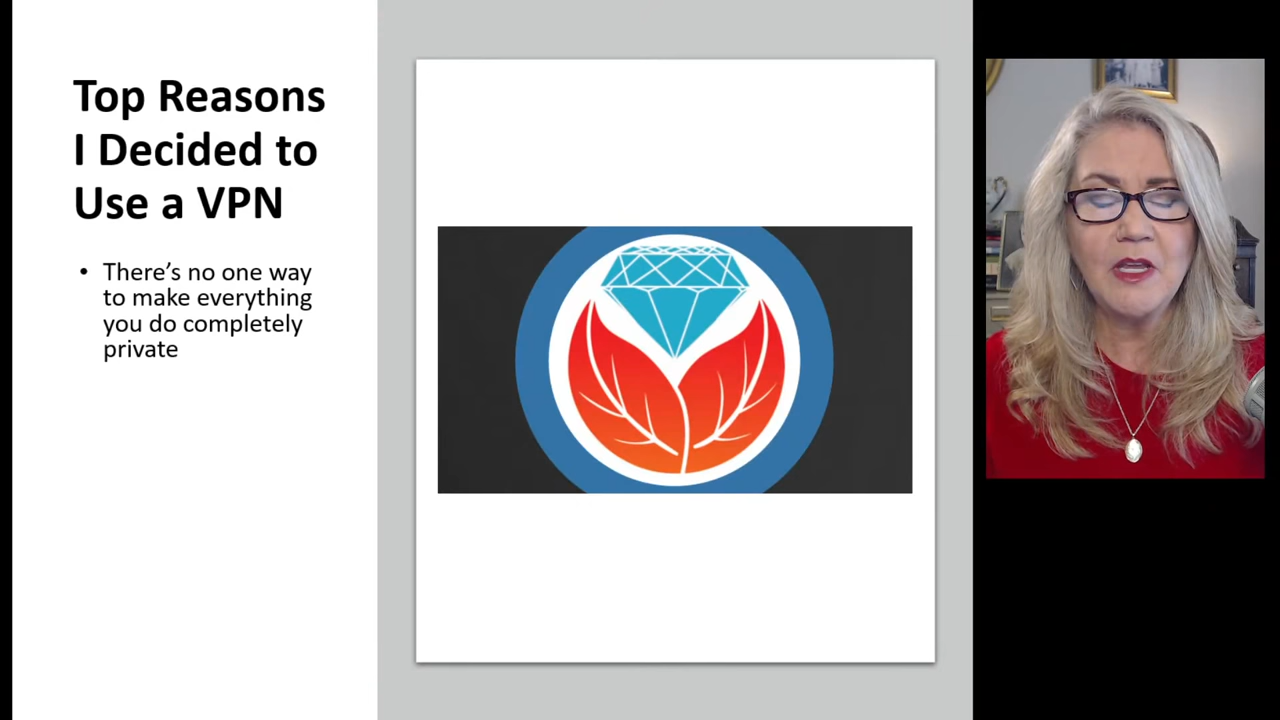 Top Reasons
I Decided to
Use a VPN
• There's no one way
to make everything
you do completely
private